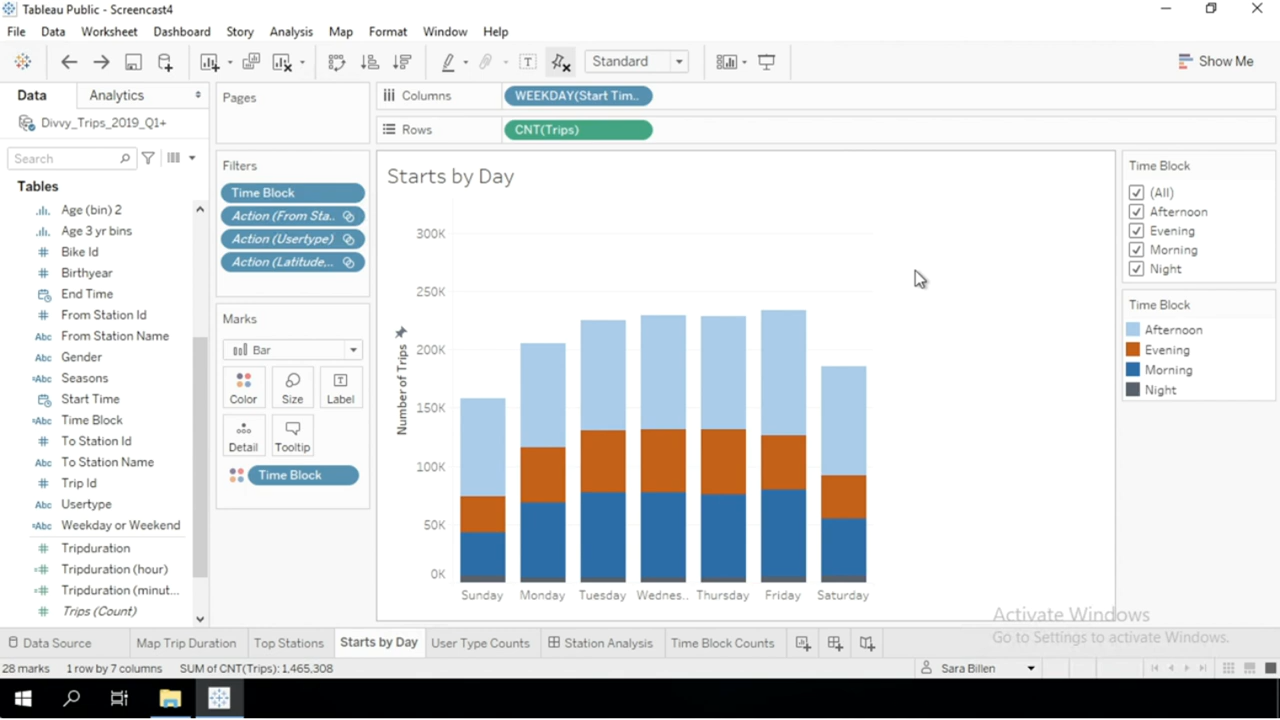 Tableau Public - Screencast4
File Data Worksheet Dashboard Story Analysis Map Format Window Help
Standard
Show Me
Data Analytics
Divvy_Trips_2019_Q1+
Search
Tables
Age (bin) 2
Age 3 yr bins
Bike Id
Birthyear
End Time
From Station Id
From Station Name
Gender
Seasons
Start Time
Time Block
To Station Id
To Station Name
Trip Id
Usertype
Weekday or Weekend
Tripduration
Tripduration (hour)
Tripduration (minut...
Trips (Count)
Pages
Filters
Time Block
Action (From Sta..
Action (Usertype)
Action (Latitude,..
Marks
Bar
Color Size Label
Detail Tooltip
Time Block
Columns WEEKDAY(Start Tim..
Rows CNT(Trips)
Starts by Day
Number of Trips
300K
250K
200K
150K
100K
50K
0K
Sunday Monday Tuesday Wednes.. Thursday Friday Saturday
Time Block
(All)
Afternoon
Evening
Morning
Night
Time Block
Afternoon
Evening
Morning
Night
Activate Windows
Go to Settings to activate Windows.
Data Source Map Trip Duration Top Stations Starts by Day User Type Counts Station Analysis Time Block Counts
28 marks 1 row by 7 columns SUM of CNT(Trips): 1,465,308 Sara Billen